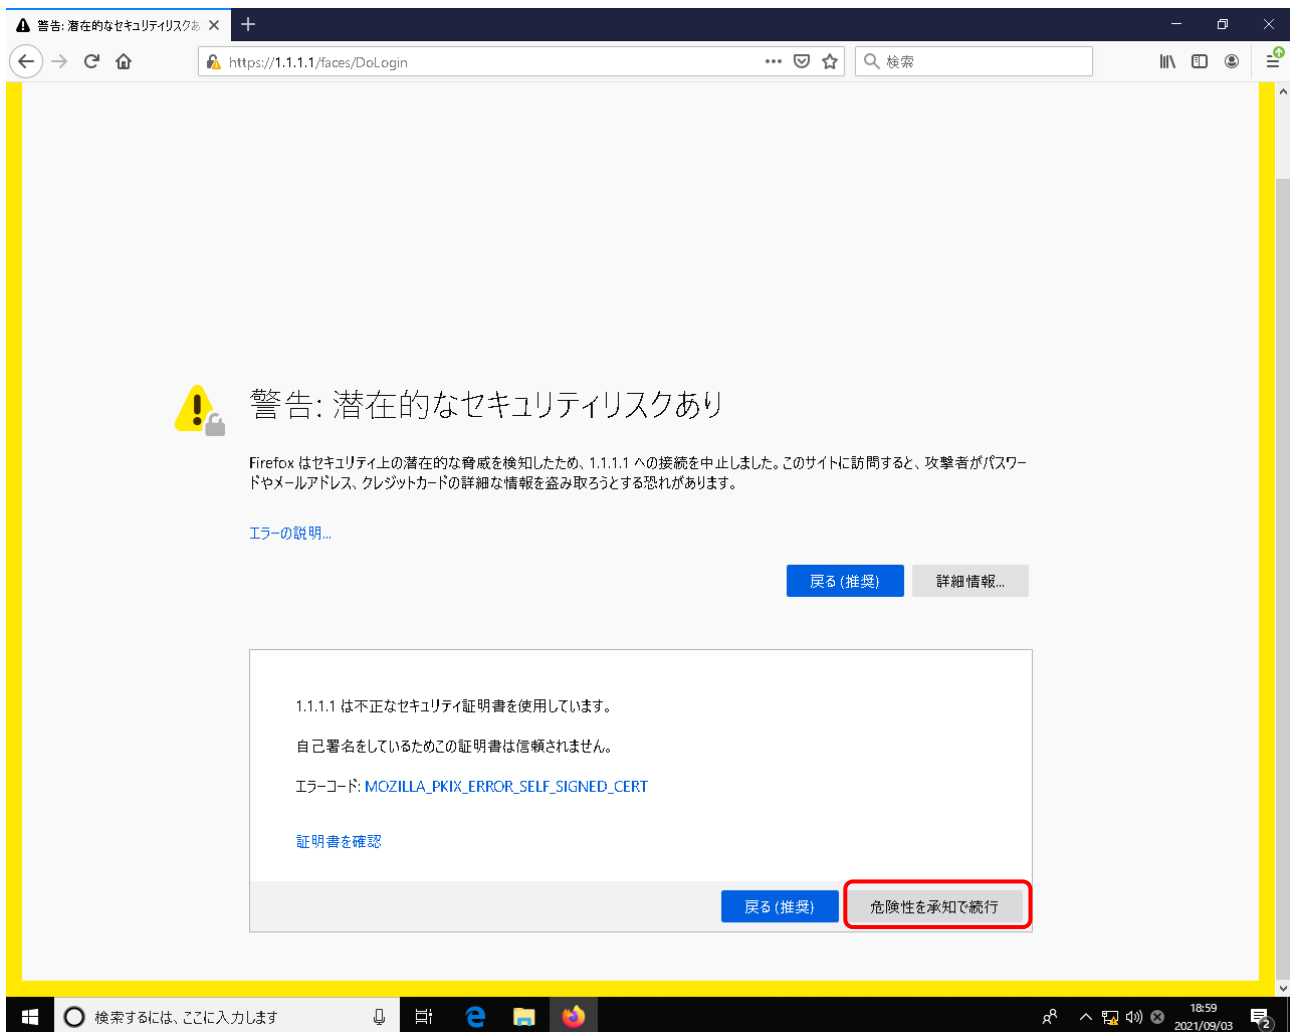 警告: 潜在的なセキュリティリスクあ
https://1.1.1.1/faces/DoLogin
検索
警告: 潜在的なセキュリティリスクあり
Firefox はセキュリティ上の潜在的な脅威を検知したため、1.1.1.1 への接続を中止しました。このサイトに訪問すると、攻撃者がパスワー
ドやメールアドレス、クレジットカードの詳細な情報を盗み取ろうとする恐れがあります。
エラーの説明...
戻る (推奨) 詳細情報...
1.1.1.1 は不正なセキュリティ証明書を使用しています。
自己署名をしているためこの証明書は信頼されません。
エラーコード: MOZILLA_PKIX_ERROR_SELF_SIGNED_CERT
証明書を確認
戻る (推奨) 危険性を承知で続行
検索するには、ここに入力します
18:59
2021/09/03
2